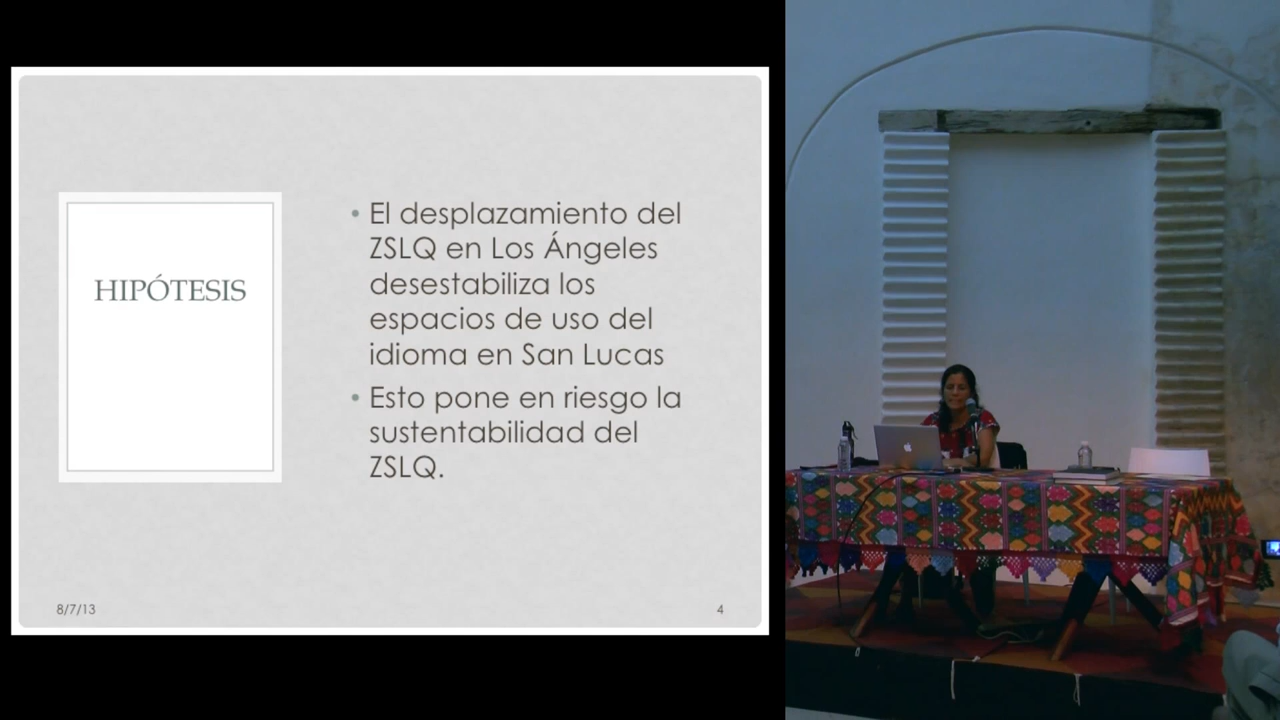 HIPÓTESIS
• El desplazamiento del
ZSLQ en Los Ángeles
desestabiliza los
espacios de uso del
idioma en San Lucas
• Esto pone en riesgo la
sustentabilidad del
ZSLQ.
8/7/13
4